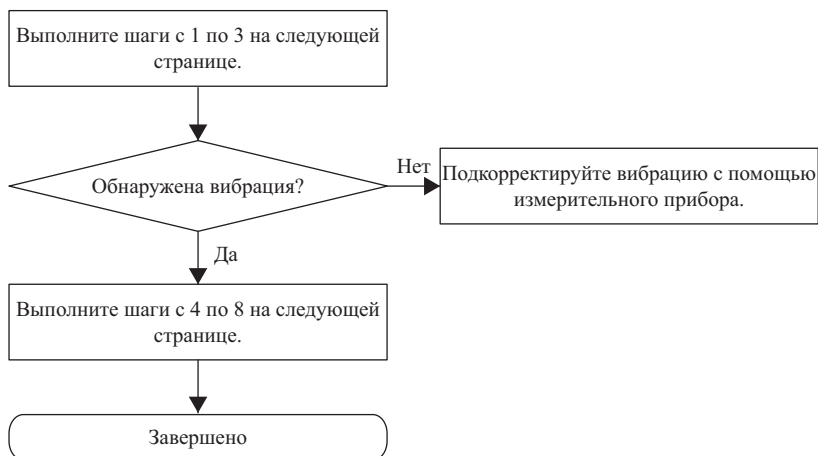 Выполните шаги с 1 по 3 на следующей
странице.
Обнаружена вибрация?
Нет
Подкорректируйте вибрацию с помощью
измерительного прибора.
Да
Выполните шаги с 4 по 8 на следующей
странице.
Завершено